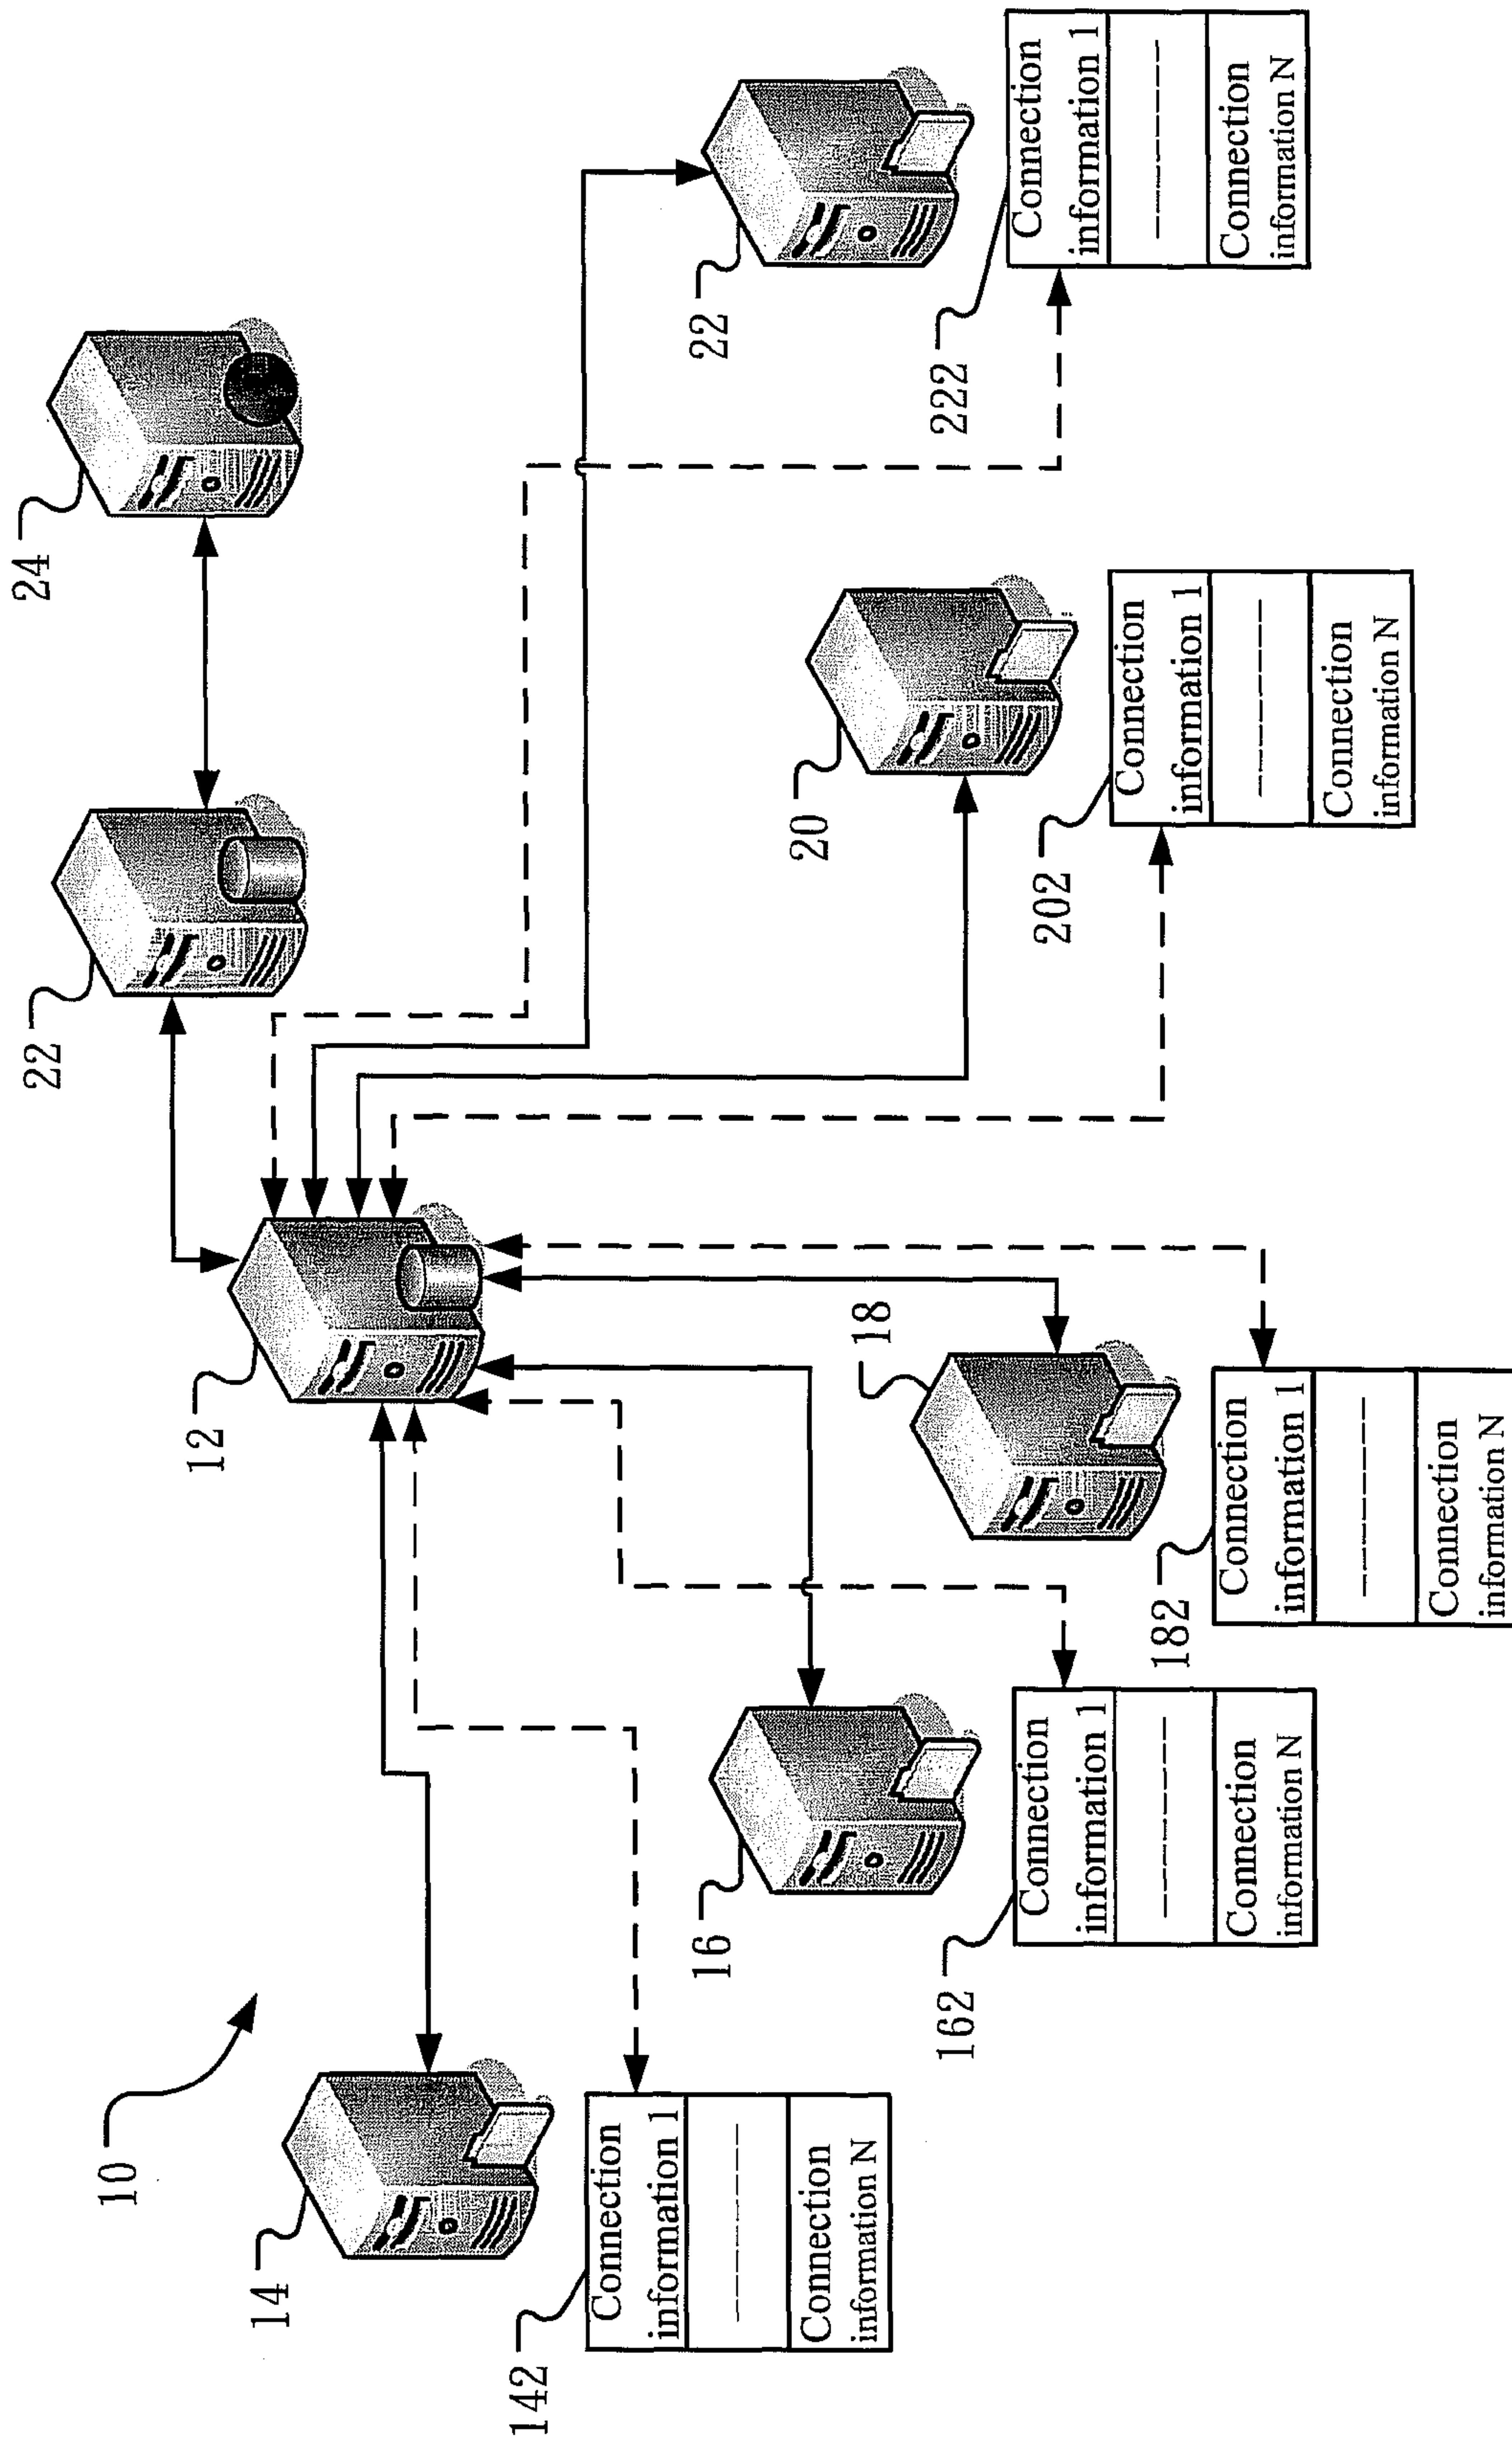 10
12
22
24
14
142
Connection
information 1
Connection
information N
16
162
Connection
information 1
Connection
information N
18
182
Connection
information 1
Connection
information N
20
202
Connection
information 1
Connection
information N
22
222
Connection
information 1
Connection
information N